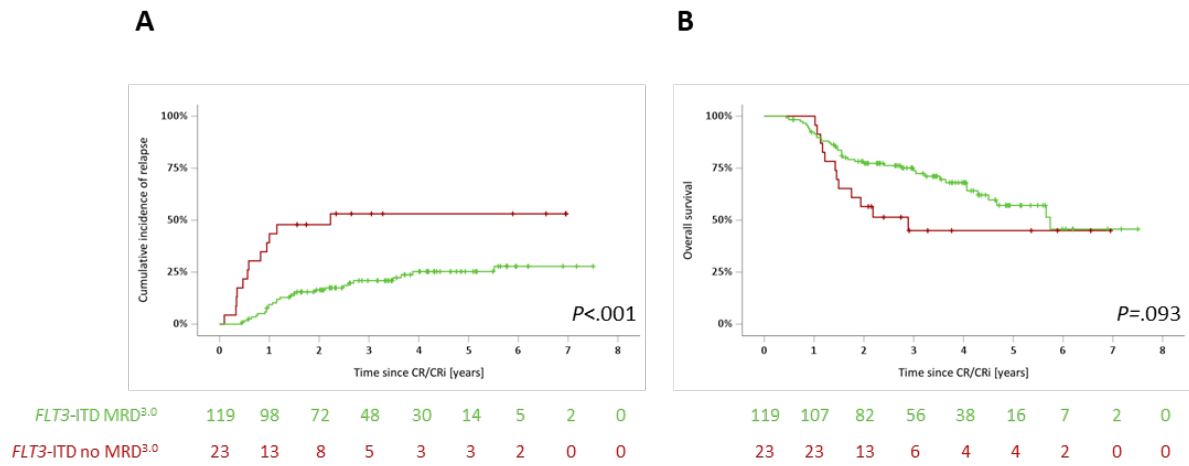 A
B
Cumulative incidence of relapse
100%
75%
50%
25%
0%
P<.001
0 1 2 3 4 5 6 7 8
Time since CR/CRi [years]
Overall survival
100%
75%
50%
25%
0%
P=.093
0 1 2 3 4 5 6 7 8
Time since CR/CRi [years]
FLT3-ITD MRD3.0 119 98 72 48 30 14 5 2 0 119 107 82 56 38 16 7 2 0
FLT3-ITD no MRD3.0 23 13 8 5 3 3 2 0 0 23 23 13 6 4 4 2 0 0